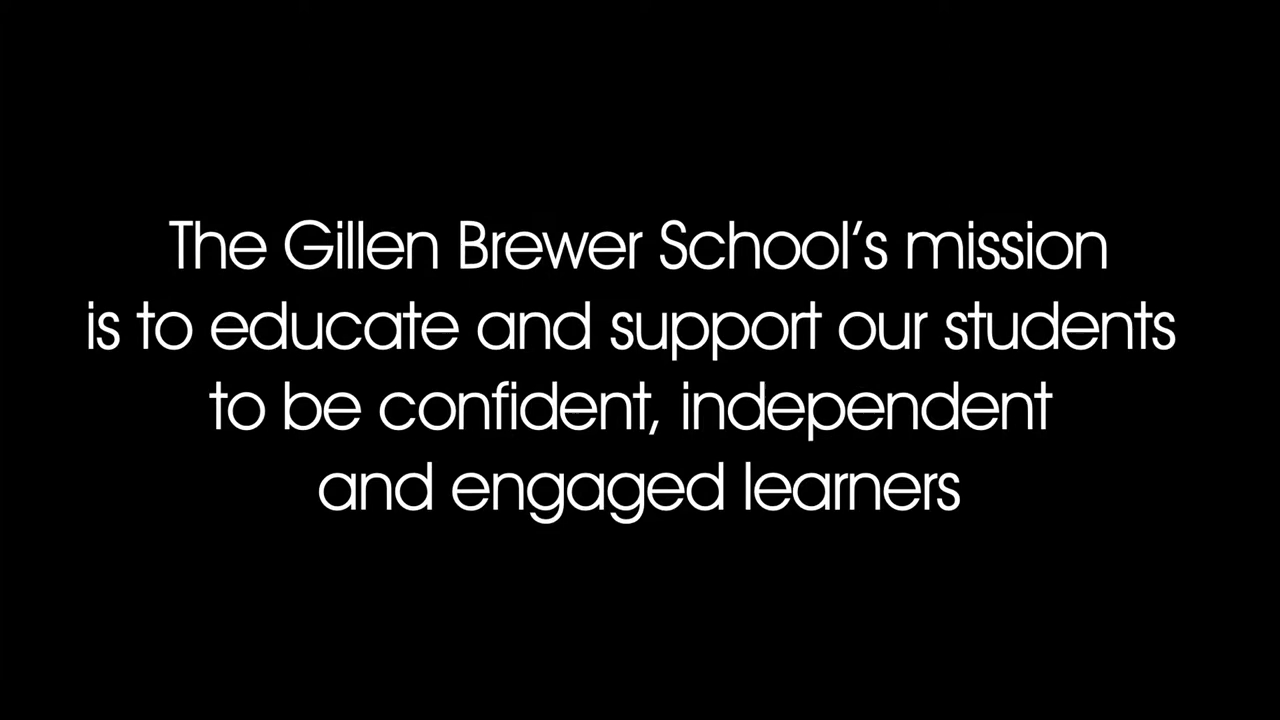 The Gillen Brewer School’s mission
is to educate and support our students
to be confident, independent
and engaged learners